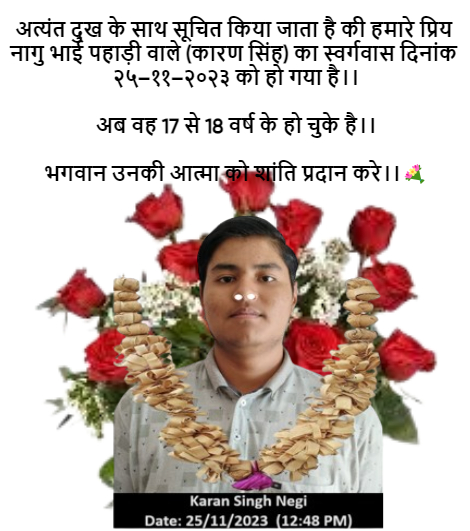 अत्यंत दुख के साथ सूचित किया जाता है की हमारे प्रिय
नागु भाई पहाड़ी वाले (कारण सिंह) का स्वर्गवास दिनांक
२५–११–२०२३ को हो गया है।।
अब वह 17 से 18 वर्ष के हो चुके है।।
भगवान उनकी आत्मा को शांति प्रदान करे।।💐
Karan Singh Negi
Date: 25/11/2023 (12:48 PM)